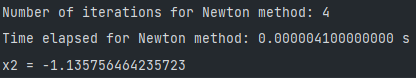 Number of iterations for Newton method: 4
Time elapsed for Newton method: 0.000004100000000 s
x2 = -1.135756464235723